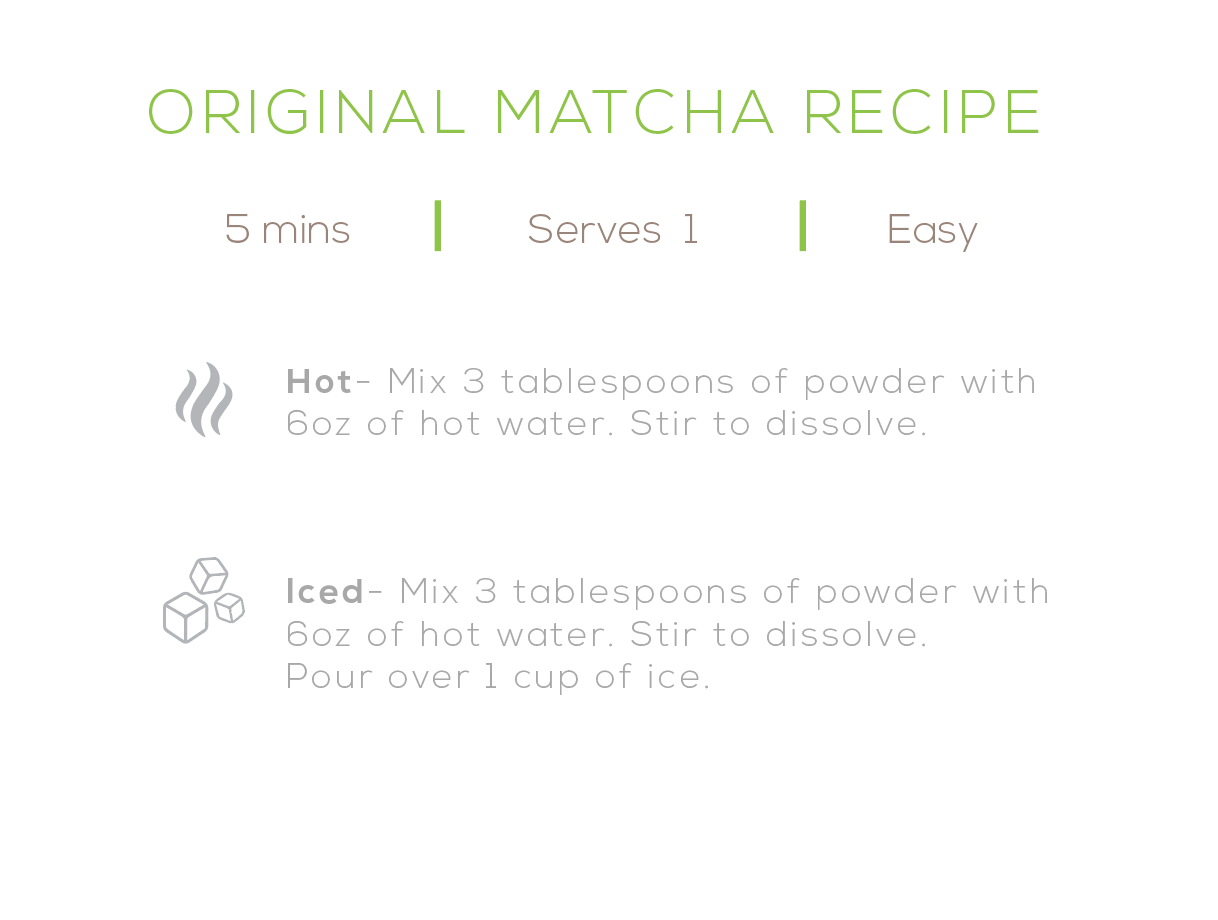 ORIGINAL MATCHA RECIPE
5 mins | Serves 1 | Easy
Hot- Mix 3 tablespoons of powder with
6oz of hot water. Stir to dissolve.
Iced- Mix 3 tablespoons of powder with
6oz of hot water. Stir to dissolve.
Pour over 1 cup of ice.